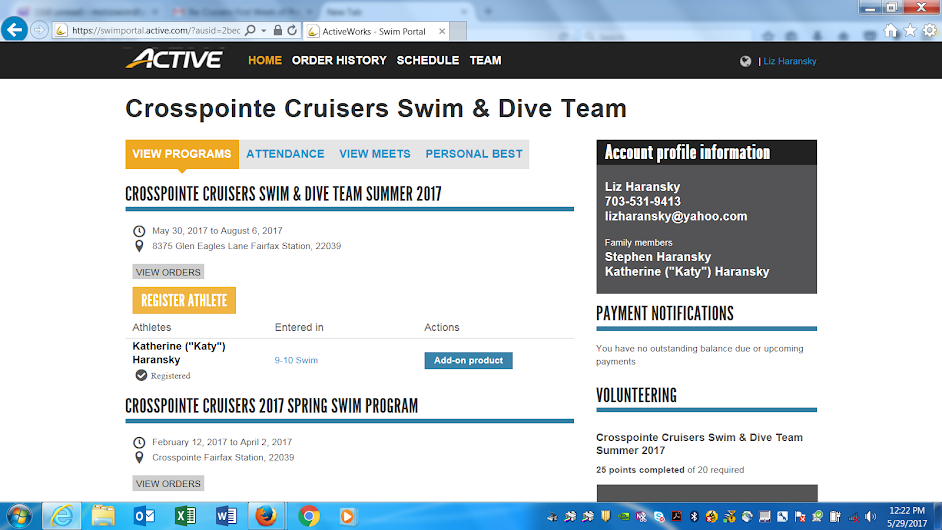 https://swimportal.active.com/?ausid=2bec
ActiveWorks - Swim Portal
ACTIVE
HOME ORDER HISTORY SCHEDULE TEAM
| Liz Haransky
Crosspointe Cruisers Swim & Dive Team
VIEW PROGRAMS ATTENDANCE VIEW MEETS PERSONAL BEST
CROSSPOINTE CRUISERS SWIM & DIVE TEAM SUMMER 2017
May 30, 2017 to August 6, 2017
8375 Glen Eagles Lane Fairfax Station, 22039
VIEW ORDERS
REGISTER ATHLETE
Athletes Entered in Actions
Katherine ("Katy")
Haransky
9-10 Swim
Add-on product
Registered
CROSSPOINTE CRUISERS 2017 SPRING SWIM PROGRAM
February 12, 2017 to April 2, 2017
Crosspointe Fairfax Station, 22039
VIEW ORDERS
Account profile information
Liz Haransky
703-531-9413
lizharansky@yahoo.com
Family members
Stephen Haransky
Katherine ("Katy") Haransky
PAYMENT NOTIFICATIONS
You have no outstanding balance due or upcoming
payments
VOLUNTEERING
Crosspointe Cruisers Swim & Dive Team
Summer 2017
25 points completed of 20 required
12:22 PM
5/29/2017